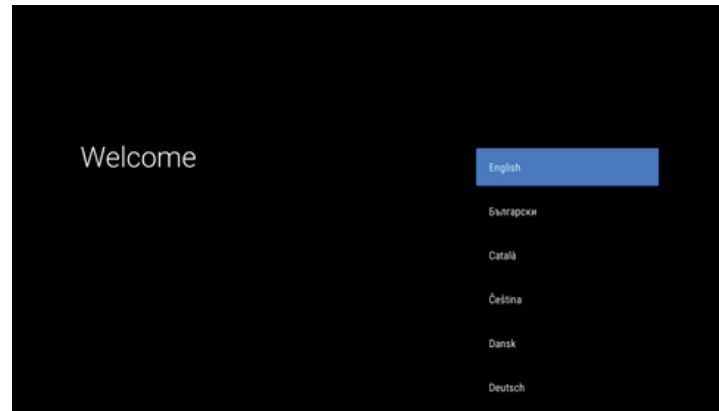 Welcome
English
Български
Català
Čeština
Dansk
Deutsch